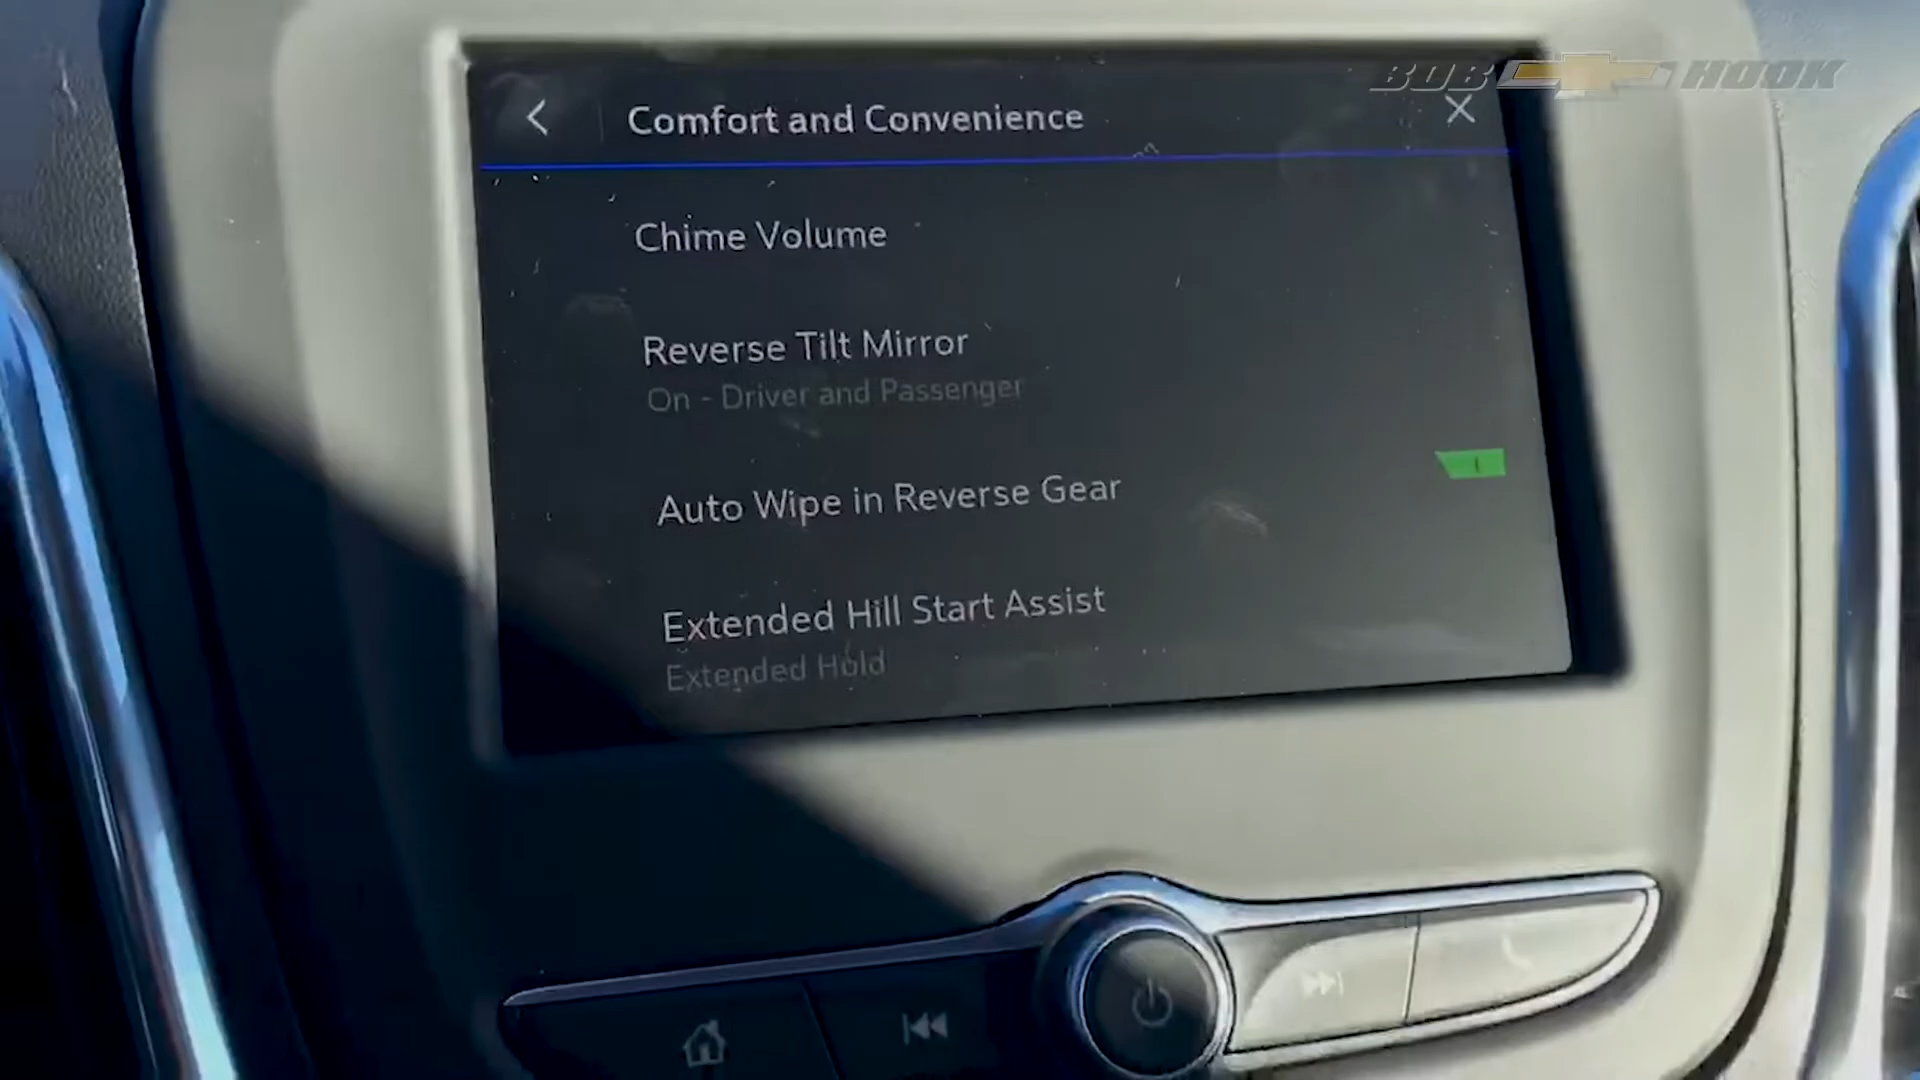 BOB HOOK
Comfort and Convenience
Chime Volume
Reverse Tilt Mirror
On - Driver and Passenger
Auto Wipe in Reverse Gear
Extended Hill Start Assist
Extended Hold